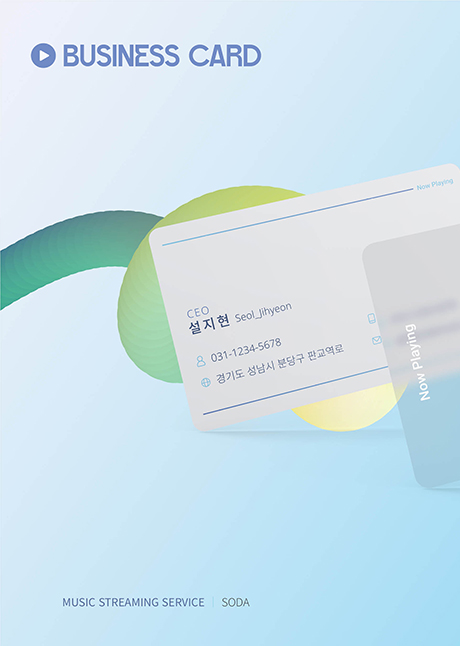 BUSINESS CARD
Now Playing
CEO
설지현 Seol_Jihyeon
031-1234-5678
경기도 성남시 분당구 판교역로
Now Playing
MUSIC STREAMING SERVICE | SODA